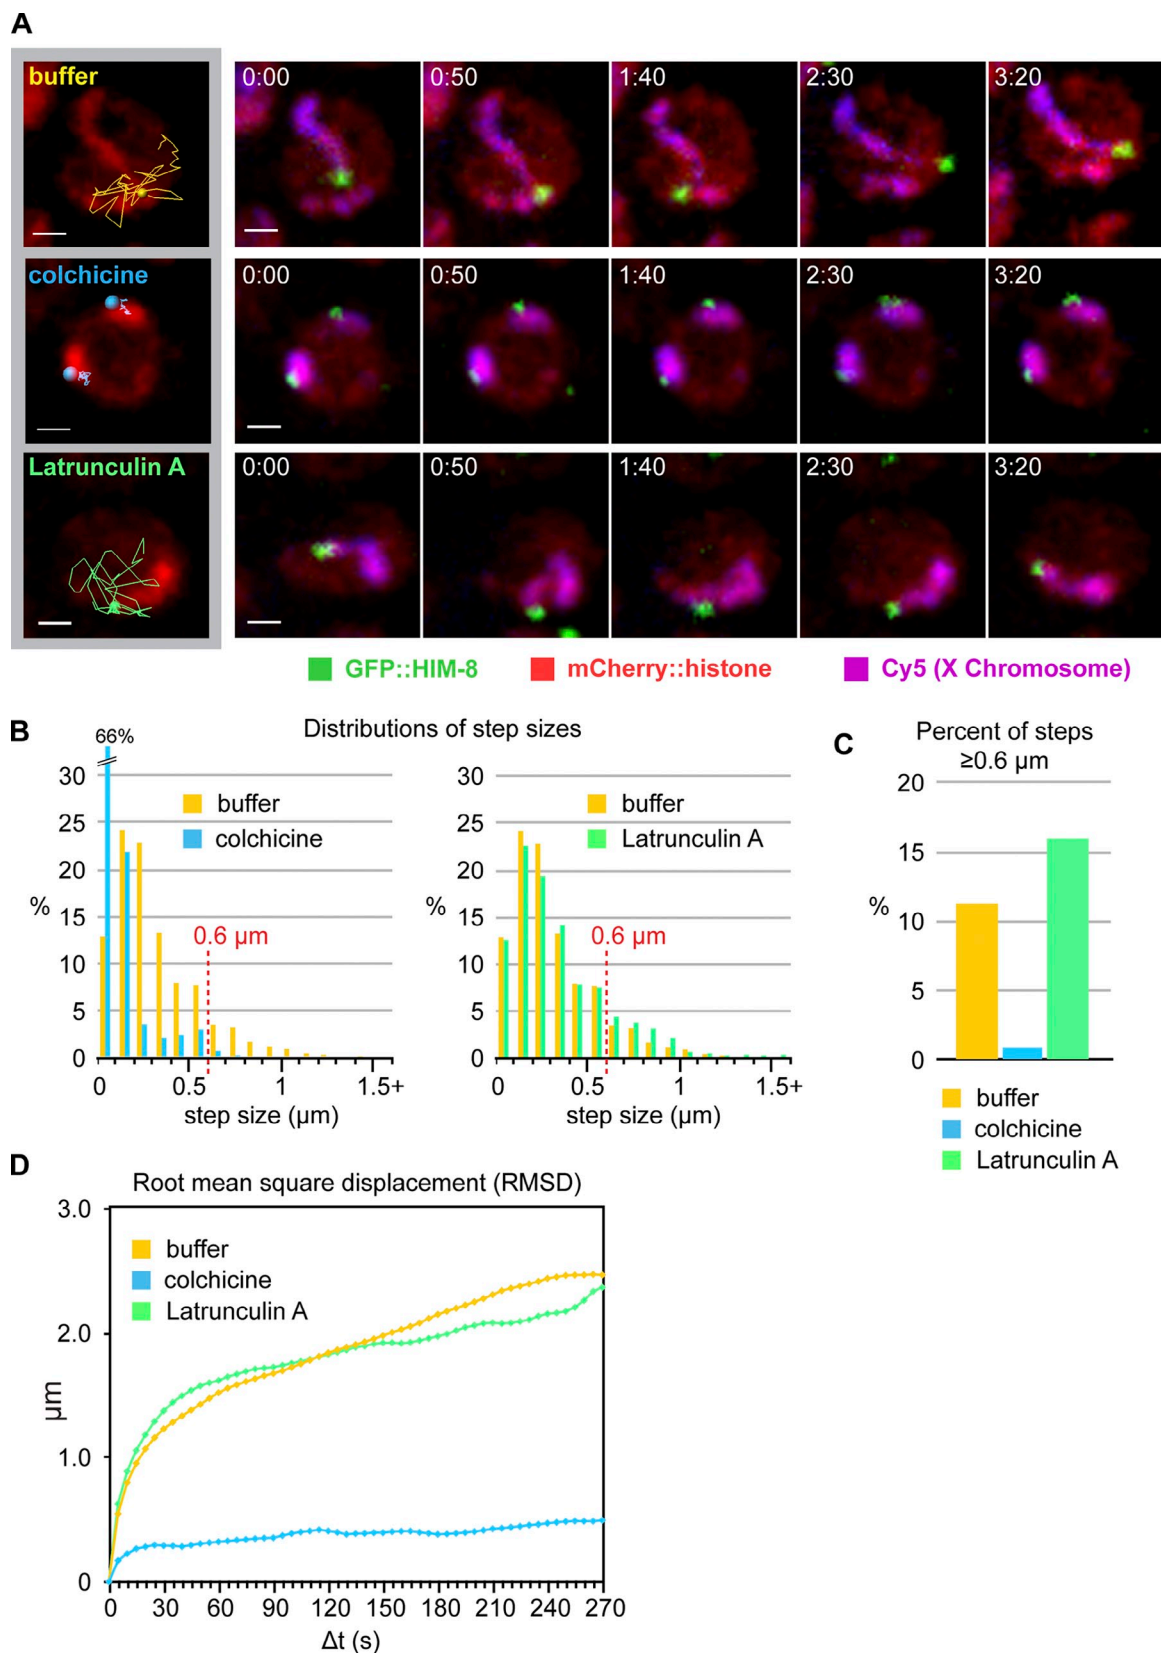 A
buffer
0:00
0:50
1:40
2:30
3:20
colchicine
0:00
0:50
1:40
2:30
3:20
Latrunculin A
0:00
0:50
1:40
2:30
3:20
GFP::HIM-8
mCherry::histone
Cy5 (X Chromosome)
B
Distributions of step sizes
66%
30
25
20
15
10
5
0
%
buffer
colchicine
0.6 µm
0
0.5
1
1.5+
step size (µm)
30
25
20
15
10
5
0
%
buffer
Latrunculin A
0.6 µm
0
0.5
1
1.5+
step size (µm)
C
Percent of steps
≥0.6 µm
20
15
10
5
0
%
buffer
colchicine
Latrunculin A
D
Root mean square displacement (RMSD)
3.0
2.0
1.0
0
µm
buffer
colchicine
Latrunculin A
0 30 60 90 120 150 180 210 240 270
Δt (s)